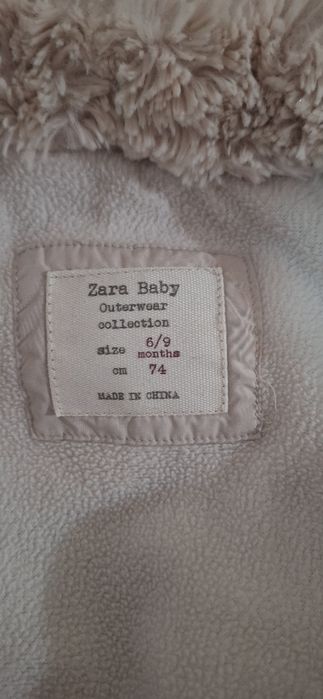 Zara Baby
Outerwear
collection
size 6/9 months
cm 74
MADE IN CHINA